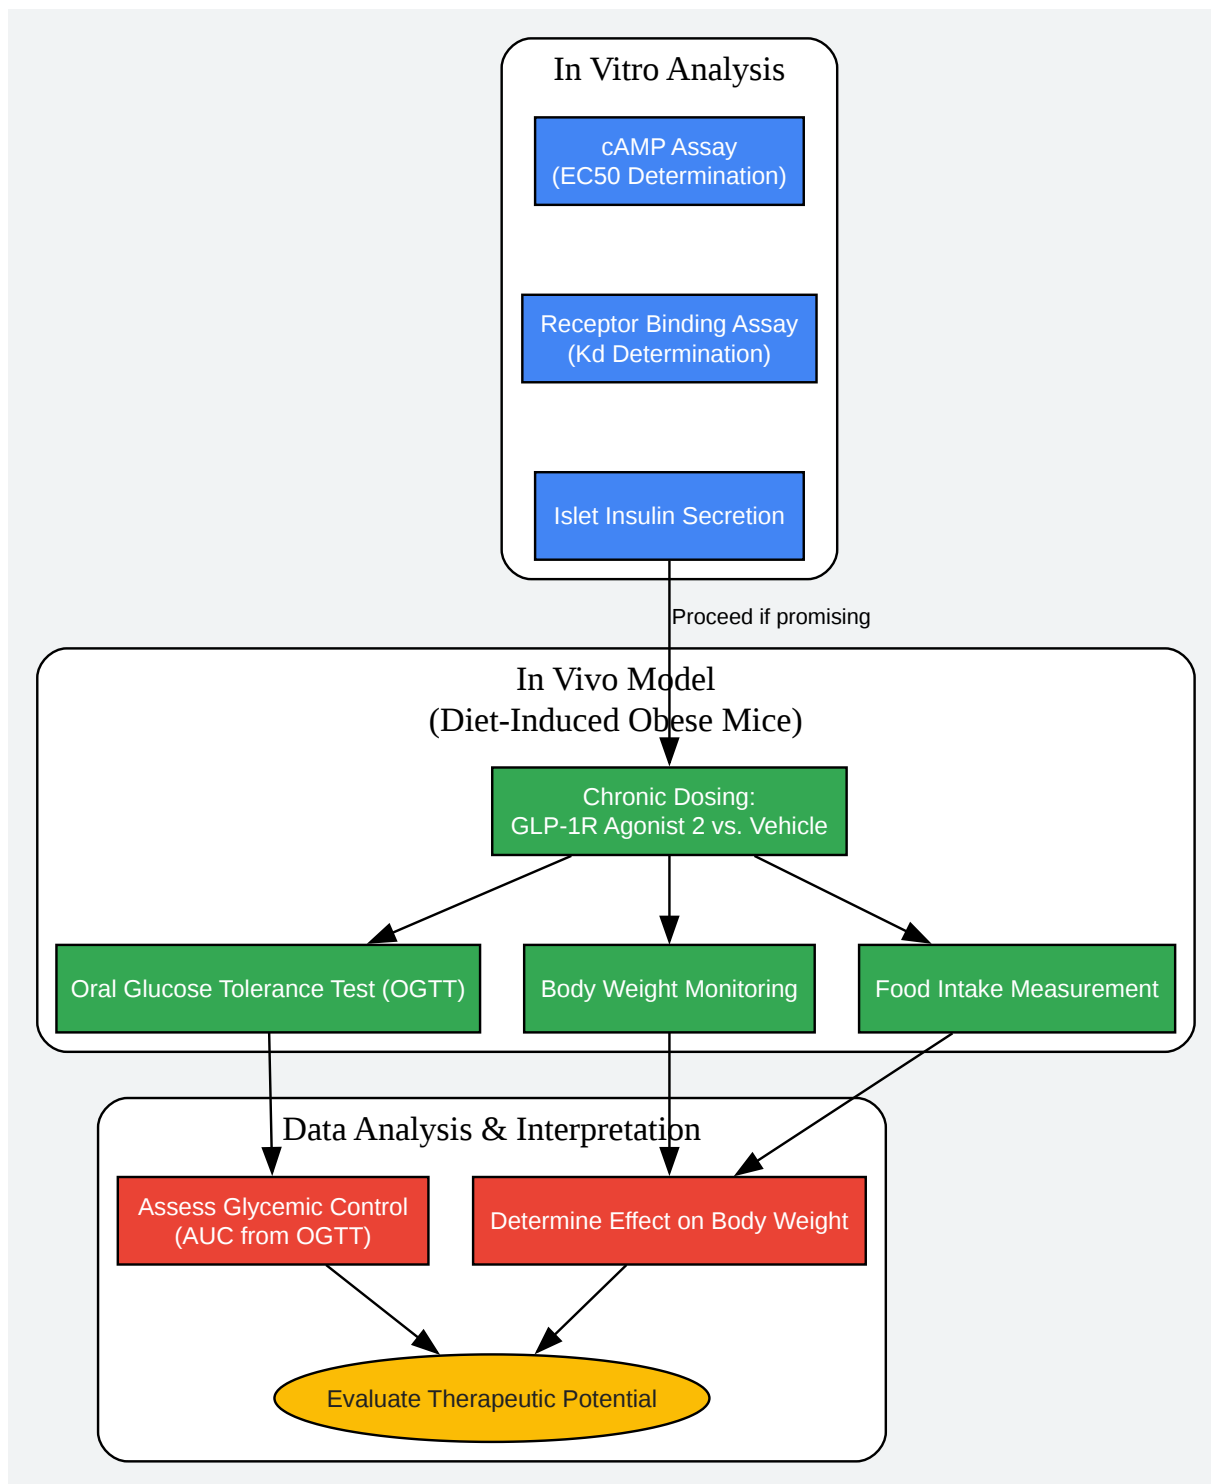 In Vitro Analysis
cAMP Assay
(EC50 Determination)
Receptor Binding Assay
(Kd Determination)
Islet Insulin Secretion
Proceed if promising
In Vivo Model
(Diet-Induced Obese Mice)
Chronic Dosing:
GLP-1R Agonist 2 vs. Vehicle
Oral Glucose Tolerance Test (OGTT)
Body Weight Monitoring
Food Intake Measurement
Data Analysis & Interpretation
Assess Glycemic Control
(AUC from OGTT)
Determine Effect on Body Weight
Evaluate Therapeutic Potential